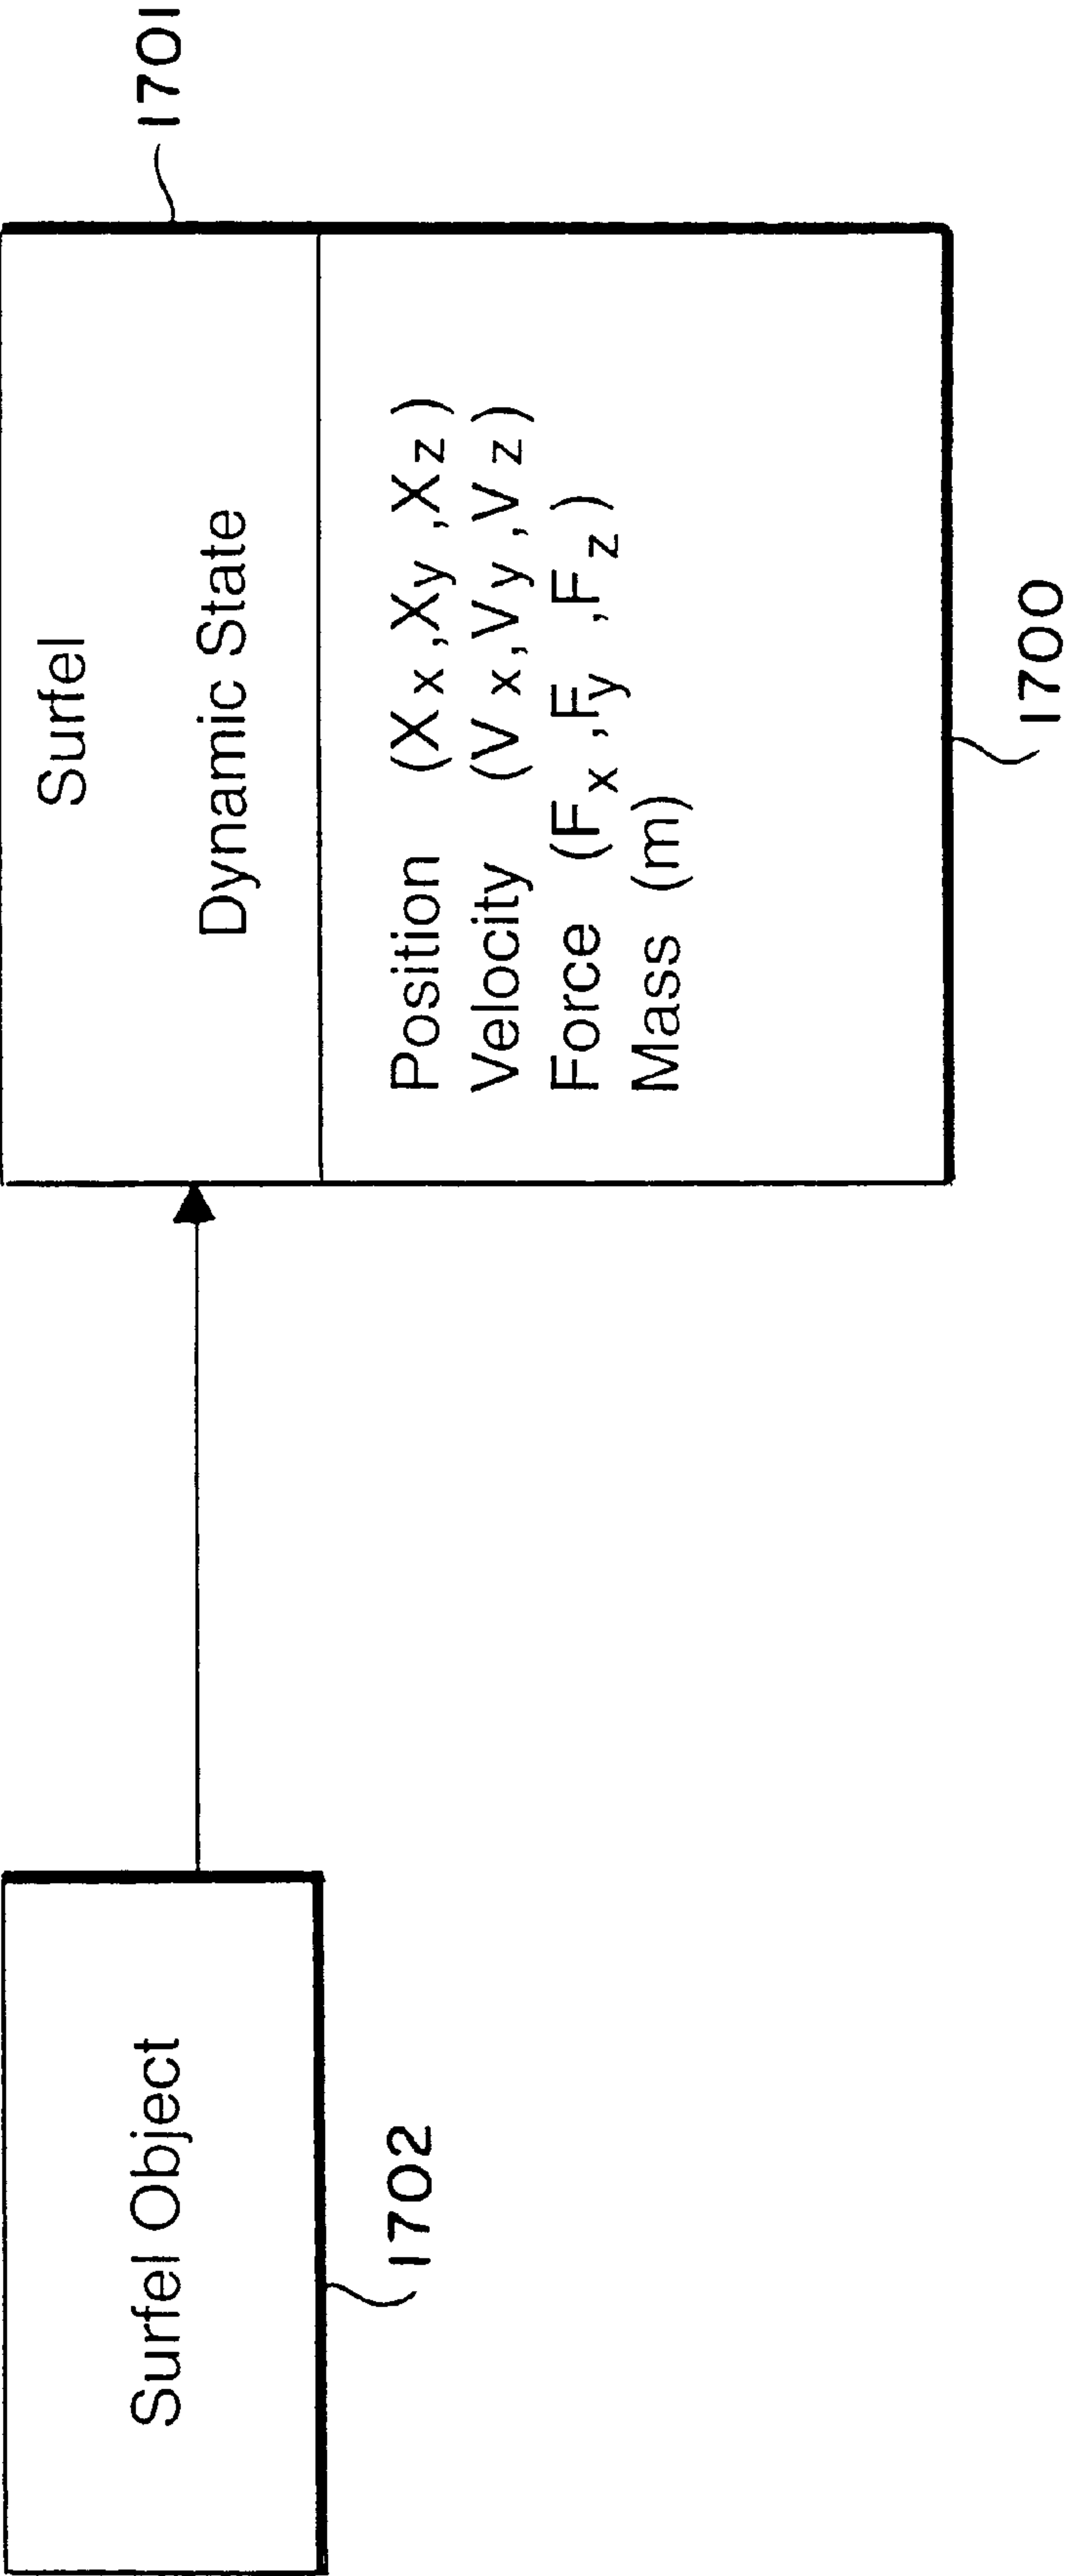 Surfel Object
1702
Surfel
Dynamic State
1701
Position (Xx,Xy,Xz)
Velocity (Vx,Vy,Vz)
Force (Fx,Fy,Fz)
Mass (m)
1700